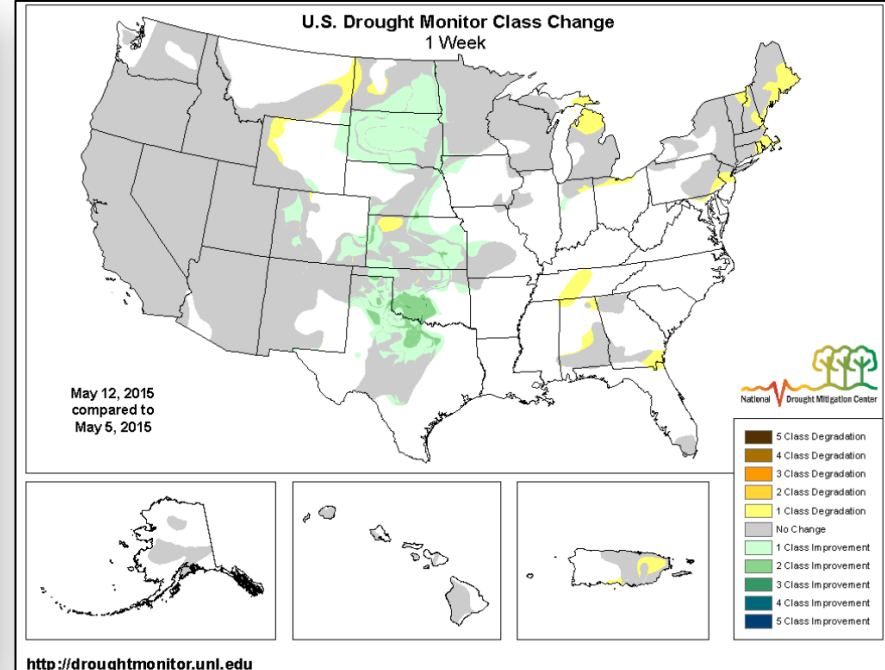 U.S. Drought Monitor Class Change
1 Week
May 12, 2015
compared to
May 5, 2015
National Drought Mitigation Center
5 Class Degradation
4 Class Degradation
3 Class Degradation
2 Class Degradation
1 Class Degradation
No Change
1 Class Improvement
2 Class Improvement
3 Class Improvement
4 Class Improvement
5 Class Improvement
http://droughtmonitor.unl.edu